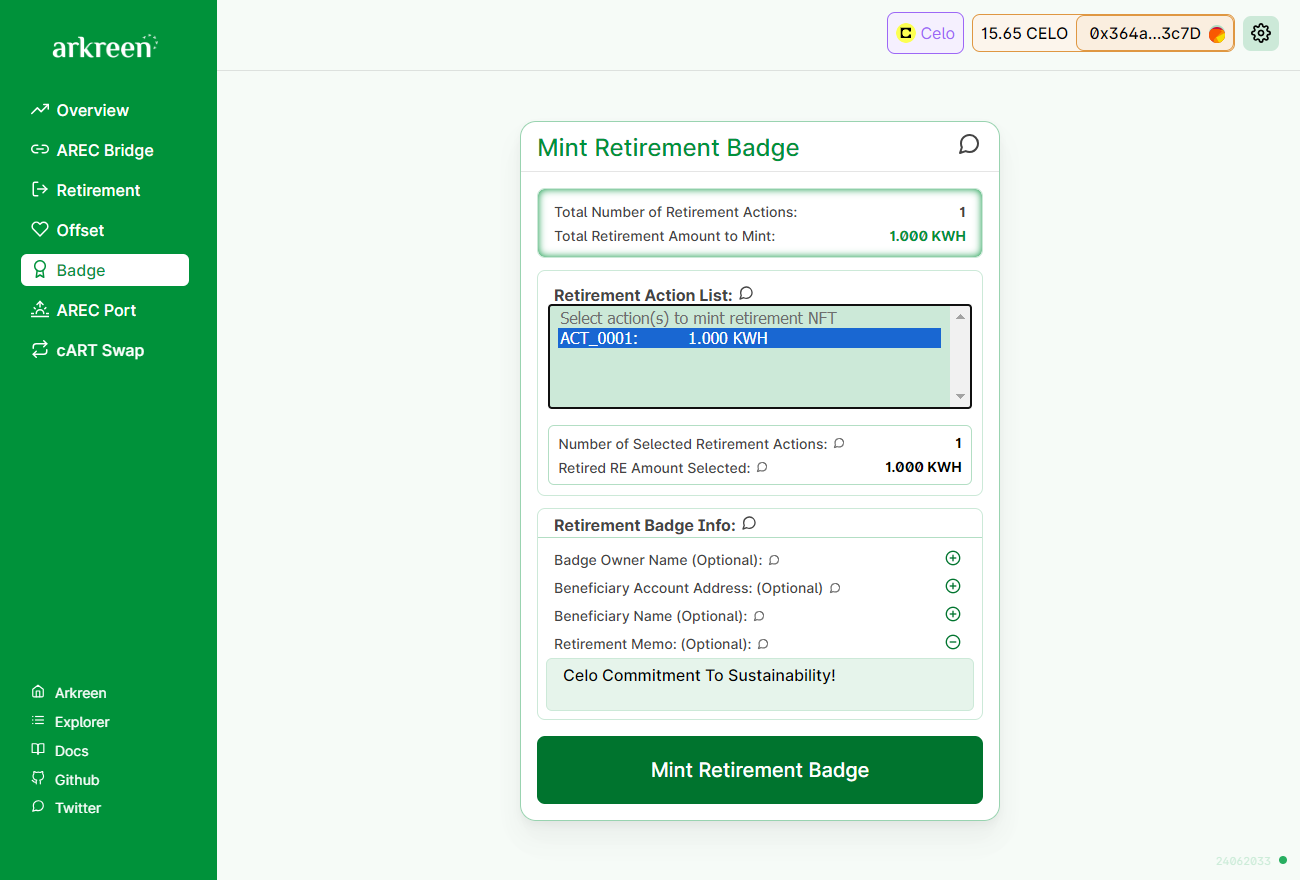 arkreen
Overview
AREC Bridge
Retirement
Offset
Badge
AREC Port
cART Swap
Arkreen
Explorer
Docs
Github
Twitter
Celo
15.65 CELO
0x364a...3c7D
Mint Retirement Badge
Total Number of Retirement Actions: 1
Total Retirement Amount to Mint: 1.000 KWH
Retirement Action List:
Select action(s) to mint retirement NFT
ACT_0001: 1.000 KWH
Number of Selected Retirement Actions: 1
Retired RE Amount Selected: 1.000 KWH
Retirement Badge Info:
Badge Owner Name (Optional):
Beneficiary Account Address: (Optional)
Beneficiary Name (Optional):
Retirement Memo: (Optional):
Celo Commitment To Sustainability!
Mint Retirement Badge
24062033